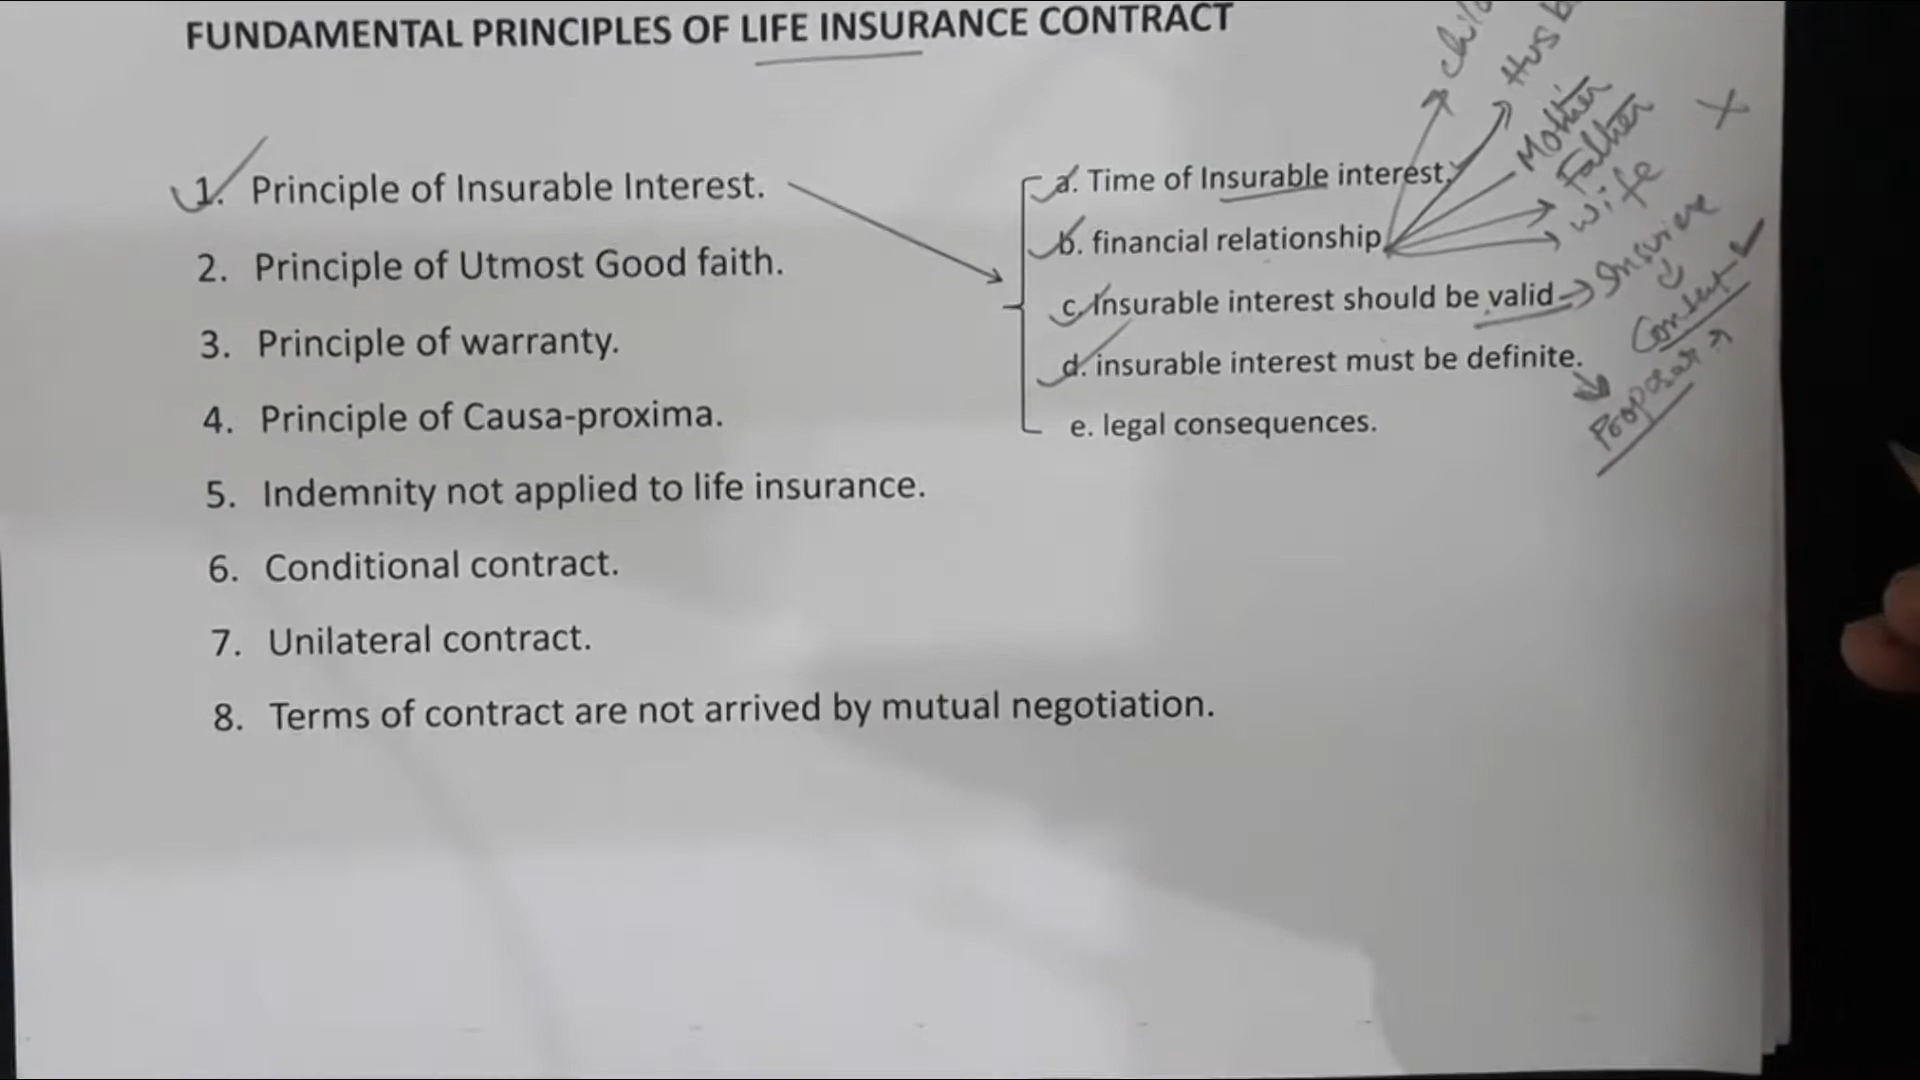 FUNDAMENTAL PRINCIPLES OF LIFE INSURANCE CONTRACT
1. Principle of Insurable Interest.
2. Principle of Utmost Good faith.
3. Principle of warranty.
4. Principle of Causa-proxima.
5. Indemnity not applied to life insurance.
6. Conditional contract.
7. Unilateral contract.
8. Terms of contract are not arrived by mutual negotiation.
a. Time of Insurable interest.
b. financial relationship
c. Insurable interest should be valid
d. insurable interest must be definite.
e. legal consequences.
Mother
Father
wife